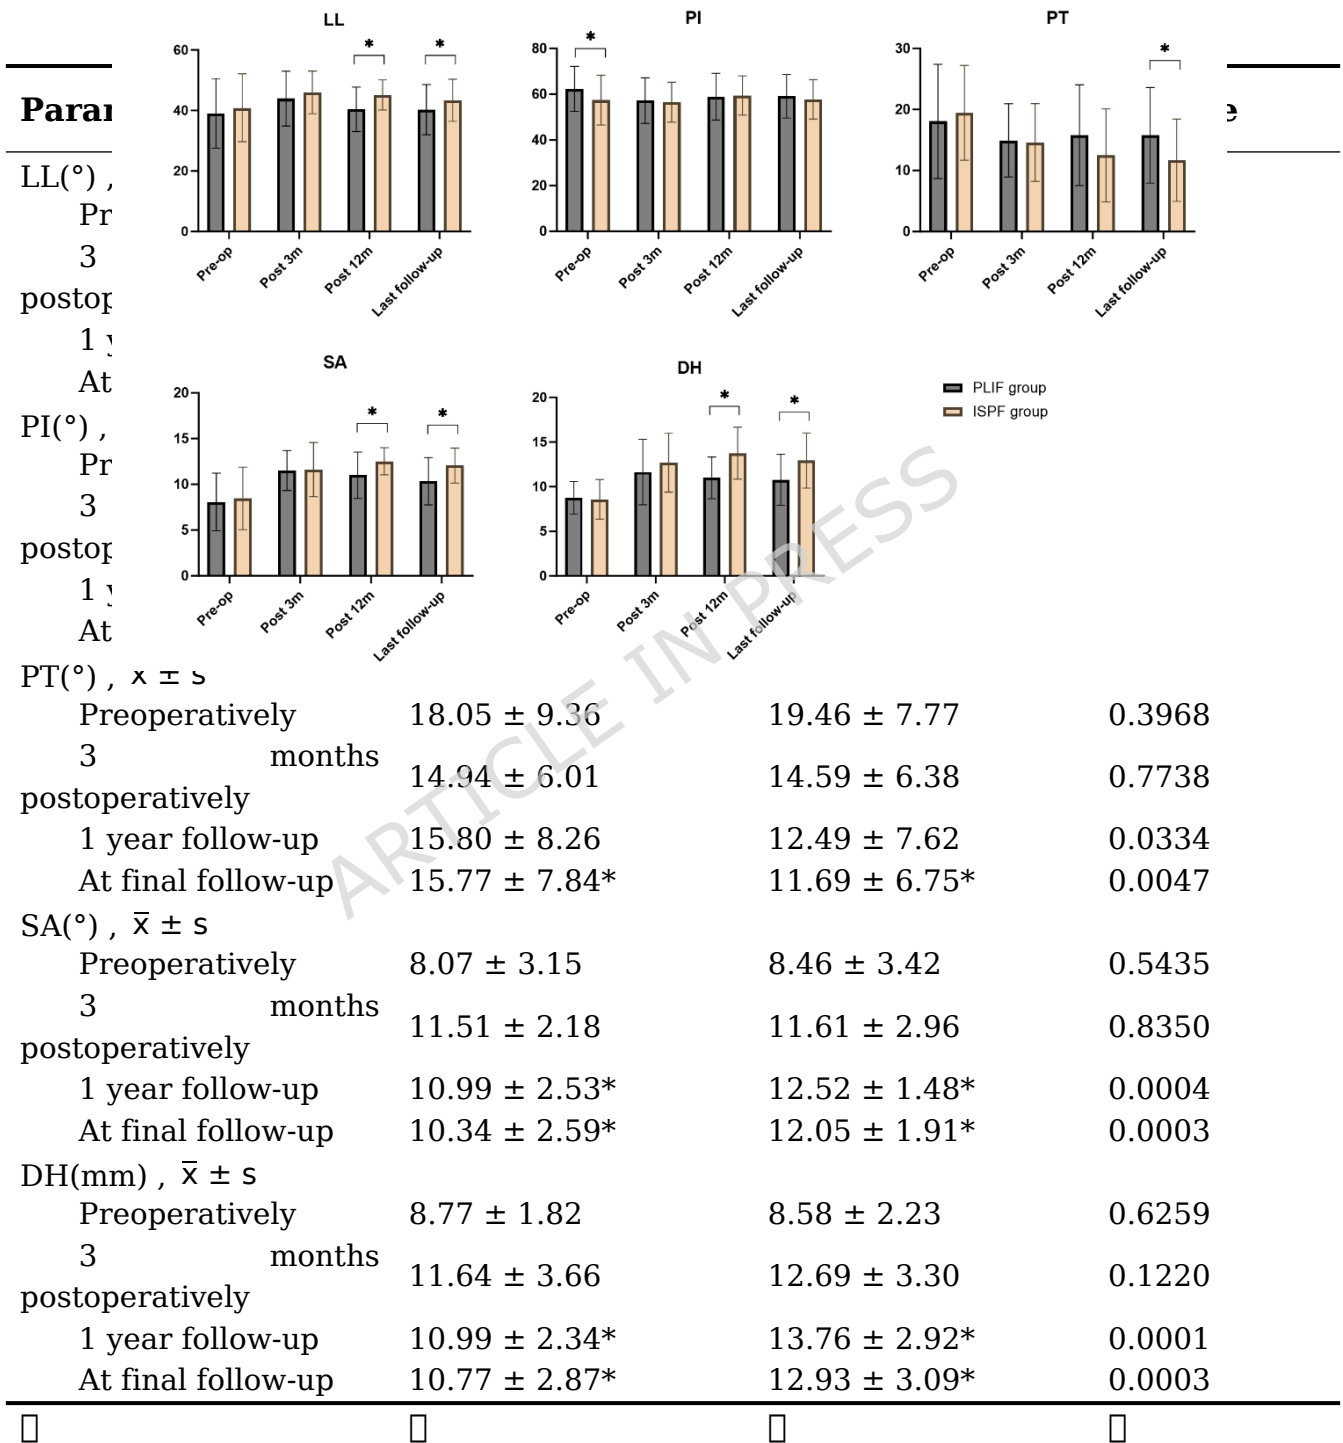 LL
PI
PT
*
*
*
*
60
40
20
0
80
60
40
20
0
30
20
10
0
Pre-op
Post 3m
Post 12m
Last follow-up
Pre-op
Post 3m
Post 12m
Last follow-up
Pre-op
Post 3m
Post 12m
Last follow-up
SA
DH
*
*
*
*
20
15
10
5
0
20
15
10
5
0
Pre-op
Post 3m
Post 12m
Last follow-up
Pre-op
Post 3m
Post 12m
Last follow-up
PLIF group
ISPF group
LL(°) ,
3
1
At
PI(°) ,
3
1
At
PT(°) , x ± s
Preoperatively 18.05 ± 9.36 19.46 ± 7.77 0.3968
3 months
postoperatively 14.94 ± 6.01 14.59 ± 6.38 0.7738
1 year follow-up 15.80 ± 8.26 12.49 ± 7.62 0.0334
At final follow-up 15.77 ± 7.84* 11.69 ± 6.75* 0.0047
SA(°) , x̅ ± s
Preoperatively 8.07 ± 3.15 8.46 ± 3.42 0.5435
3 months
postoperatively 11.51 ± 2.18 11.61 ± 2.96 0.8350
1 year follow-up 10.99 ± 2.53* 12.52 ± 1.48* 0.0004
At final follow-up 10.34 ± 2.59* 12.05 ± 1.91* 0.0003
DH(mm) , x̅ ± s
Preoperatively 8.77 ± 1.82 8.58 ± 2.23 0.6259
3 months
postoperatively 11.64 ± 3.66 12.69 ± 3.30 0.1220
1 year follow-up 10.99 ± 2.34* 13.76 ± 2.92* 0.0001
At final follow-up 10.77 ± 2.87* 12.93 ± 3.09* 0.0003
ARTICLE IN PRESS